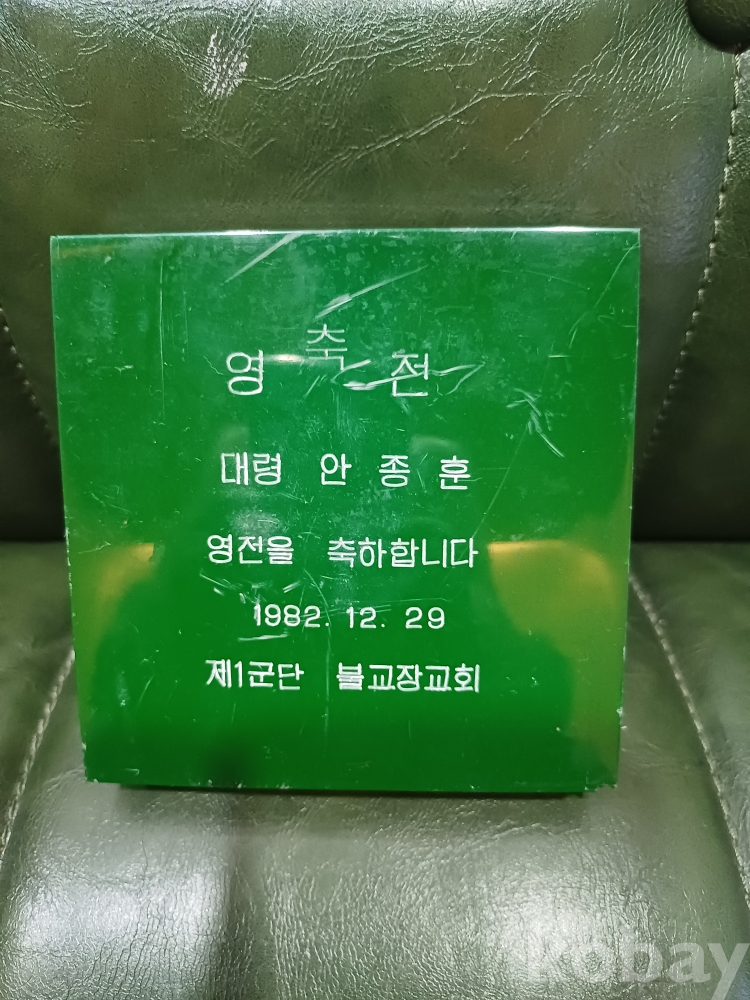 축
영 전
대령 안 종 훈
영전을 축하합니다
1982. 12. 29
제1군단 불교장교회
kobay